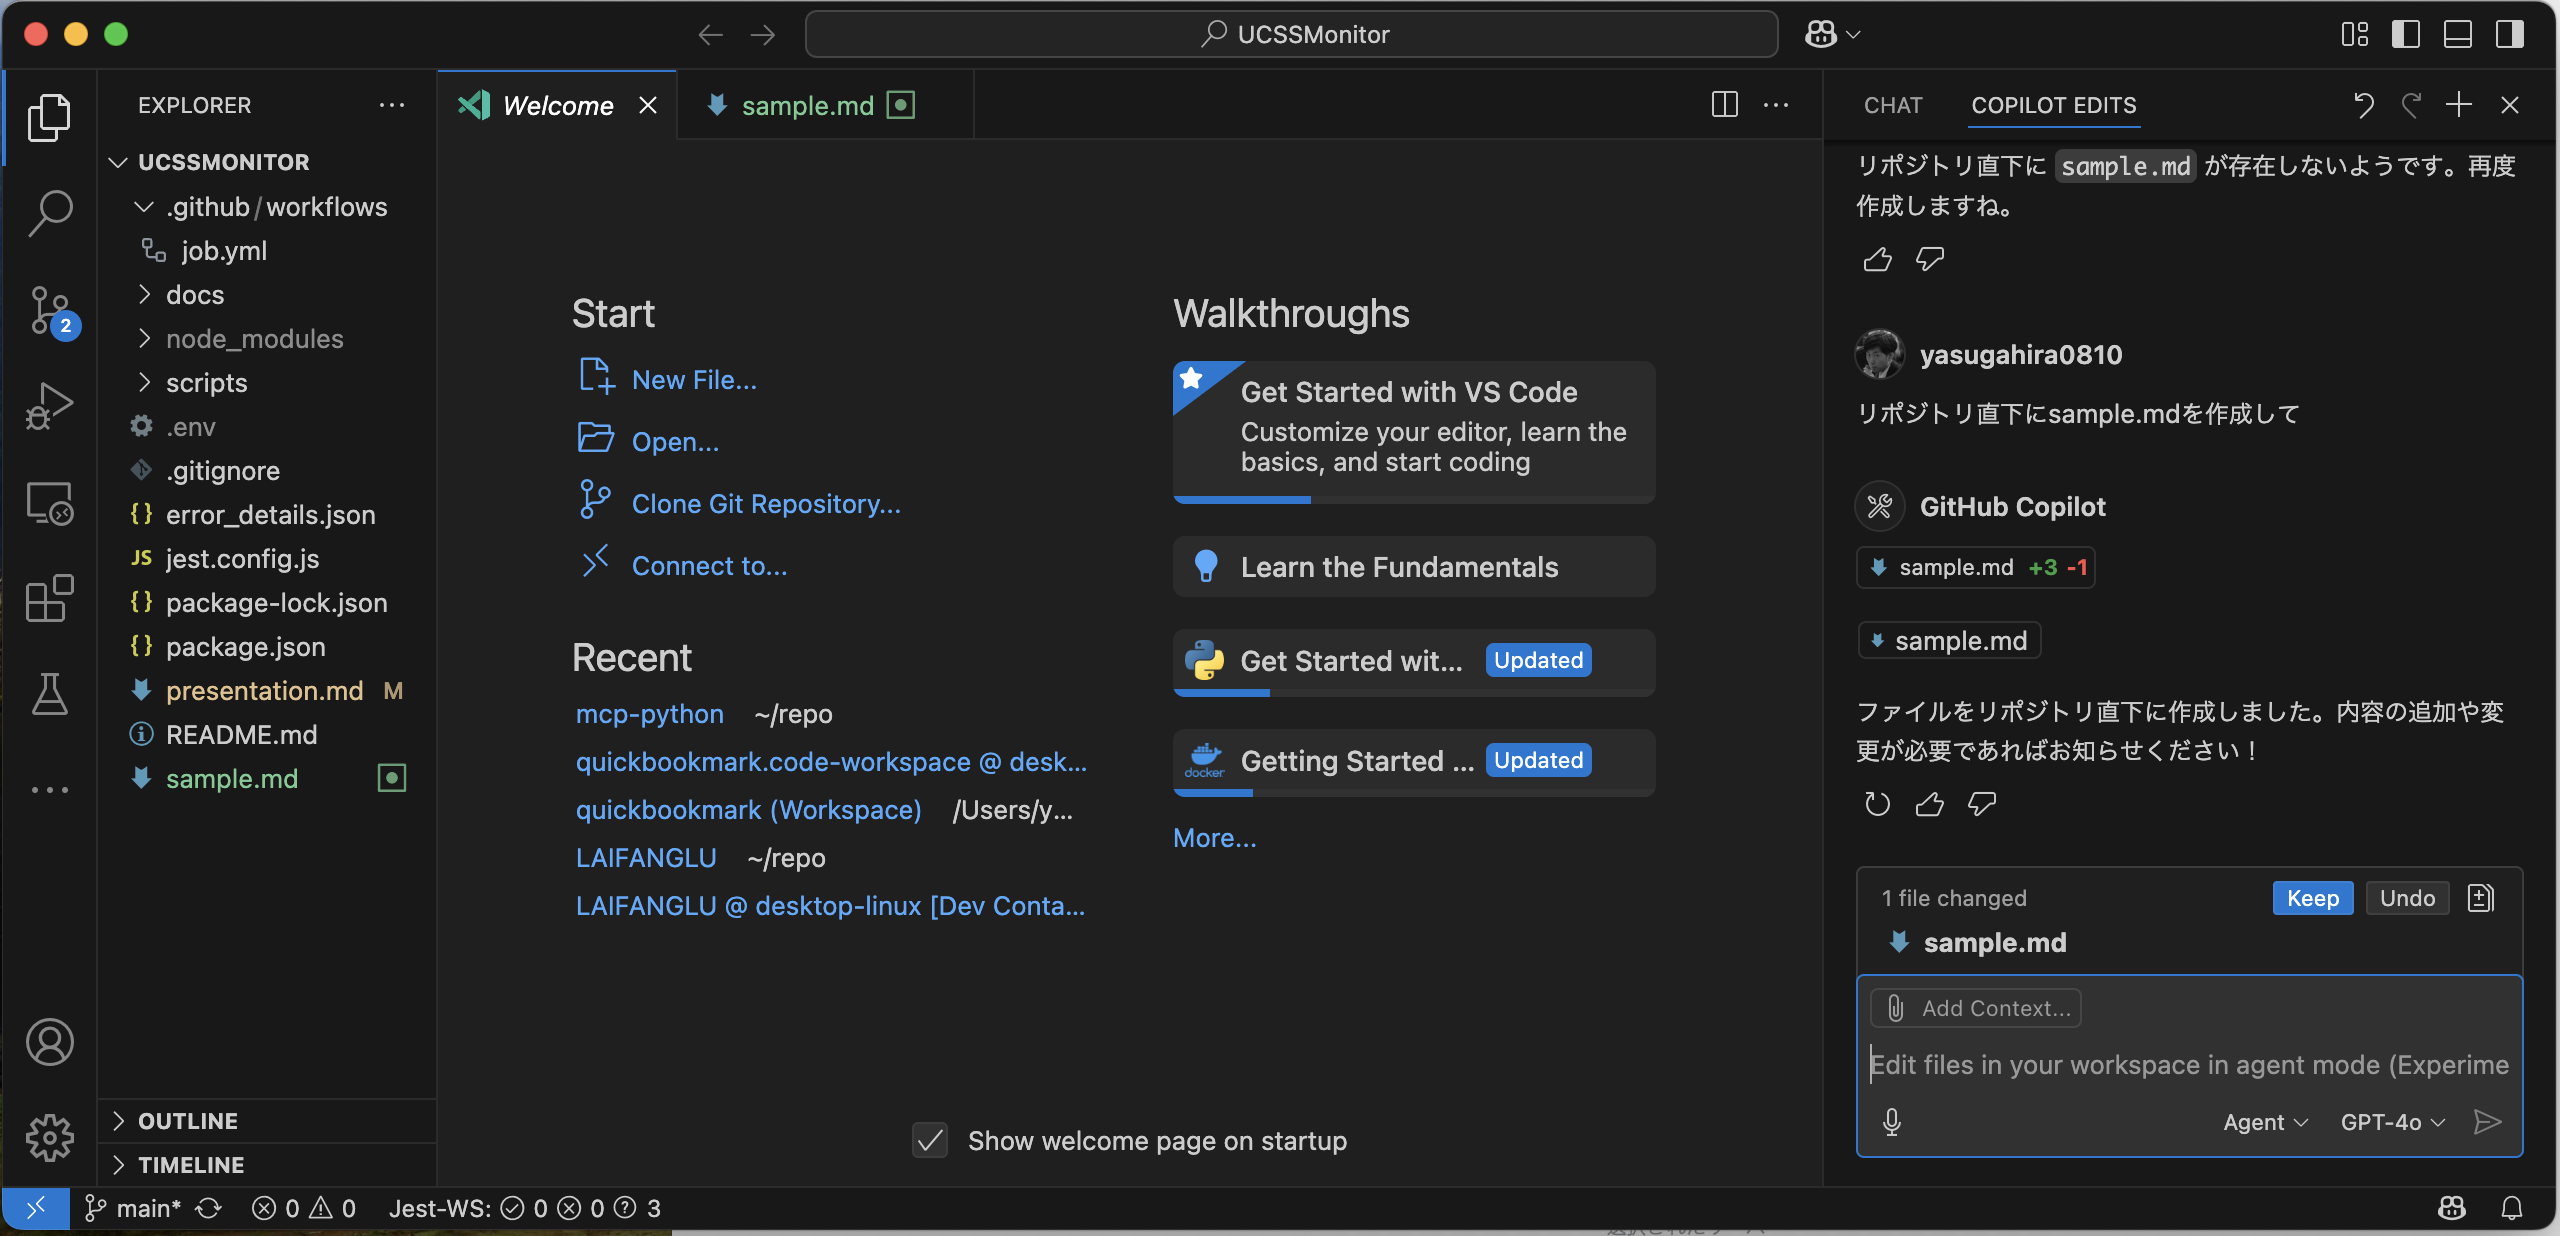 UCSSMonitor
EXPLORER
UCSSMONITOR
.github/workflows
job.yml
docs
node_modules
scripts
.env
.gitignore
{} error_details.json
JS jest.config.js
{} package-lock.json
{} package.json
presentation.md M
README.md
sample.md
OUTLINE
TIMELINE
2
Welcome
sample.md
Start
New File...
Open...
Clone Git Repository...
Connect to...
Recent
mcp-python ~/repo
quickbookmark.code-workspace @ desk...
quickbookmark (Workspace) /Users/y...
LAIFANGLU ~/repo
LAIFANGLU @ desktop-linux [Dev Conta...
Walkthroughs
Get Started with VS Code
Customize your editor, learn the
basics, and start coding
Learn the Fundamentals
Get Started wit... Updated
docker Getting Started ... Updated
More...
Show welcome page on startup
CHAT COPILOT EDITS
リポジトリ直下に sample.md が存在しないようです。再度
作成しますね。
yasugahira0810
リポジトリ直下にsample.mdを作成して
GitHub Copilot
sample.md +3 -1
sample.md
ファイルをリポジトリ直下に作成しました。内容の追加や変
更が必要であればお知らせください！
1 file changed Keep Undo
sample.md
Add Context...
Edit files in your workspace in agent mode (Experime
Agent GPT-4o
main* 0 0 Jest-WS: 0 0 3